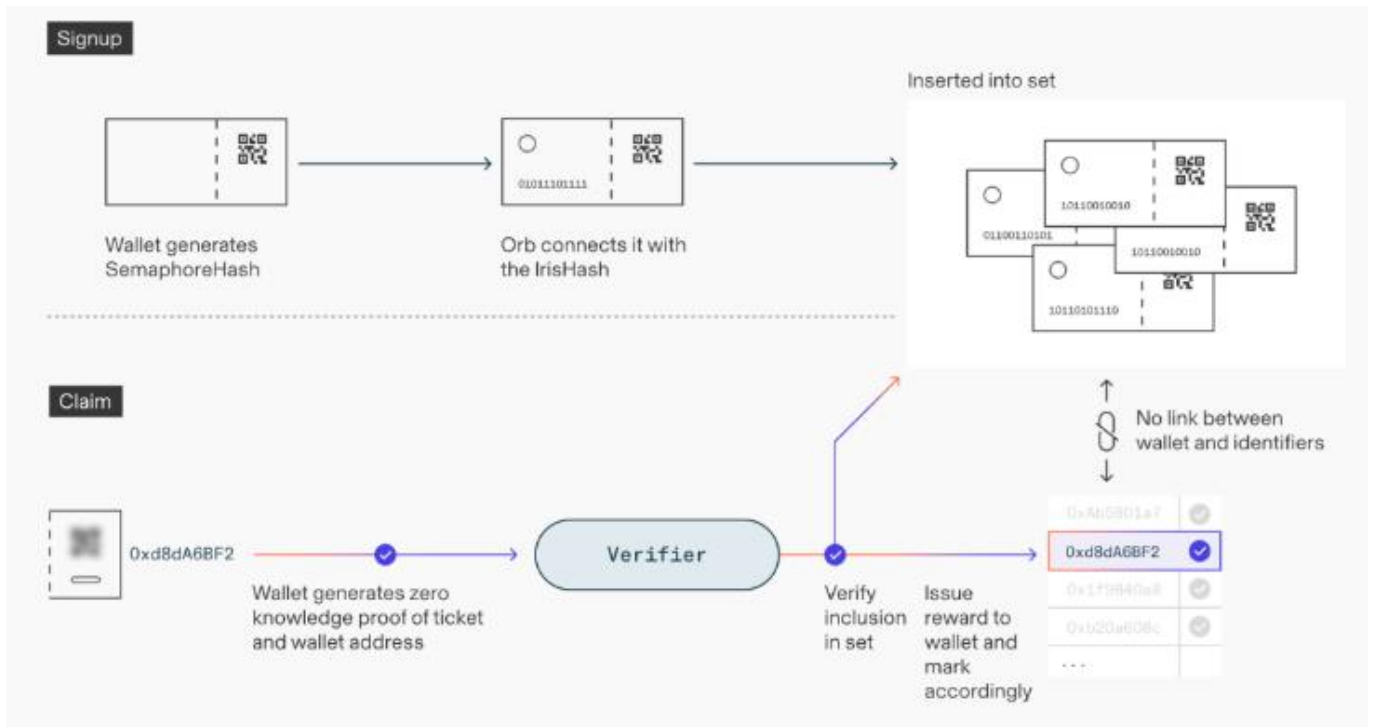 Signup
Inserted into set
01011101111
10110010010
01100110101
10110010010
10110101110
Wallet generates
SemaphoreHash
Orb connects it with
the IrisHash
Claim
No link between
wallet and identifiers
0xd8dA6BF2
Verifier
0xAb5801a7
0xd8dA6BF2
0x1f9840a8
0xb20a608c
...
Wallet generates zero
knowledge proof of ticket
and wallet address
Verify
inclusion
in set
Issue
reward to
wallet and
mark
accordingly